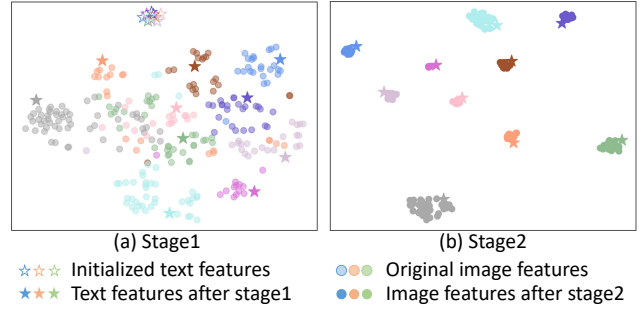 (a) Stage1
(b) Stage2
Initialized text features
Original image features
Text features after stage1
Image features after stage2